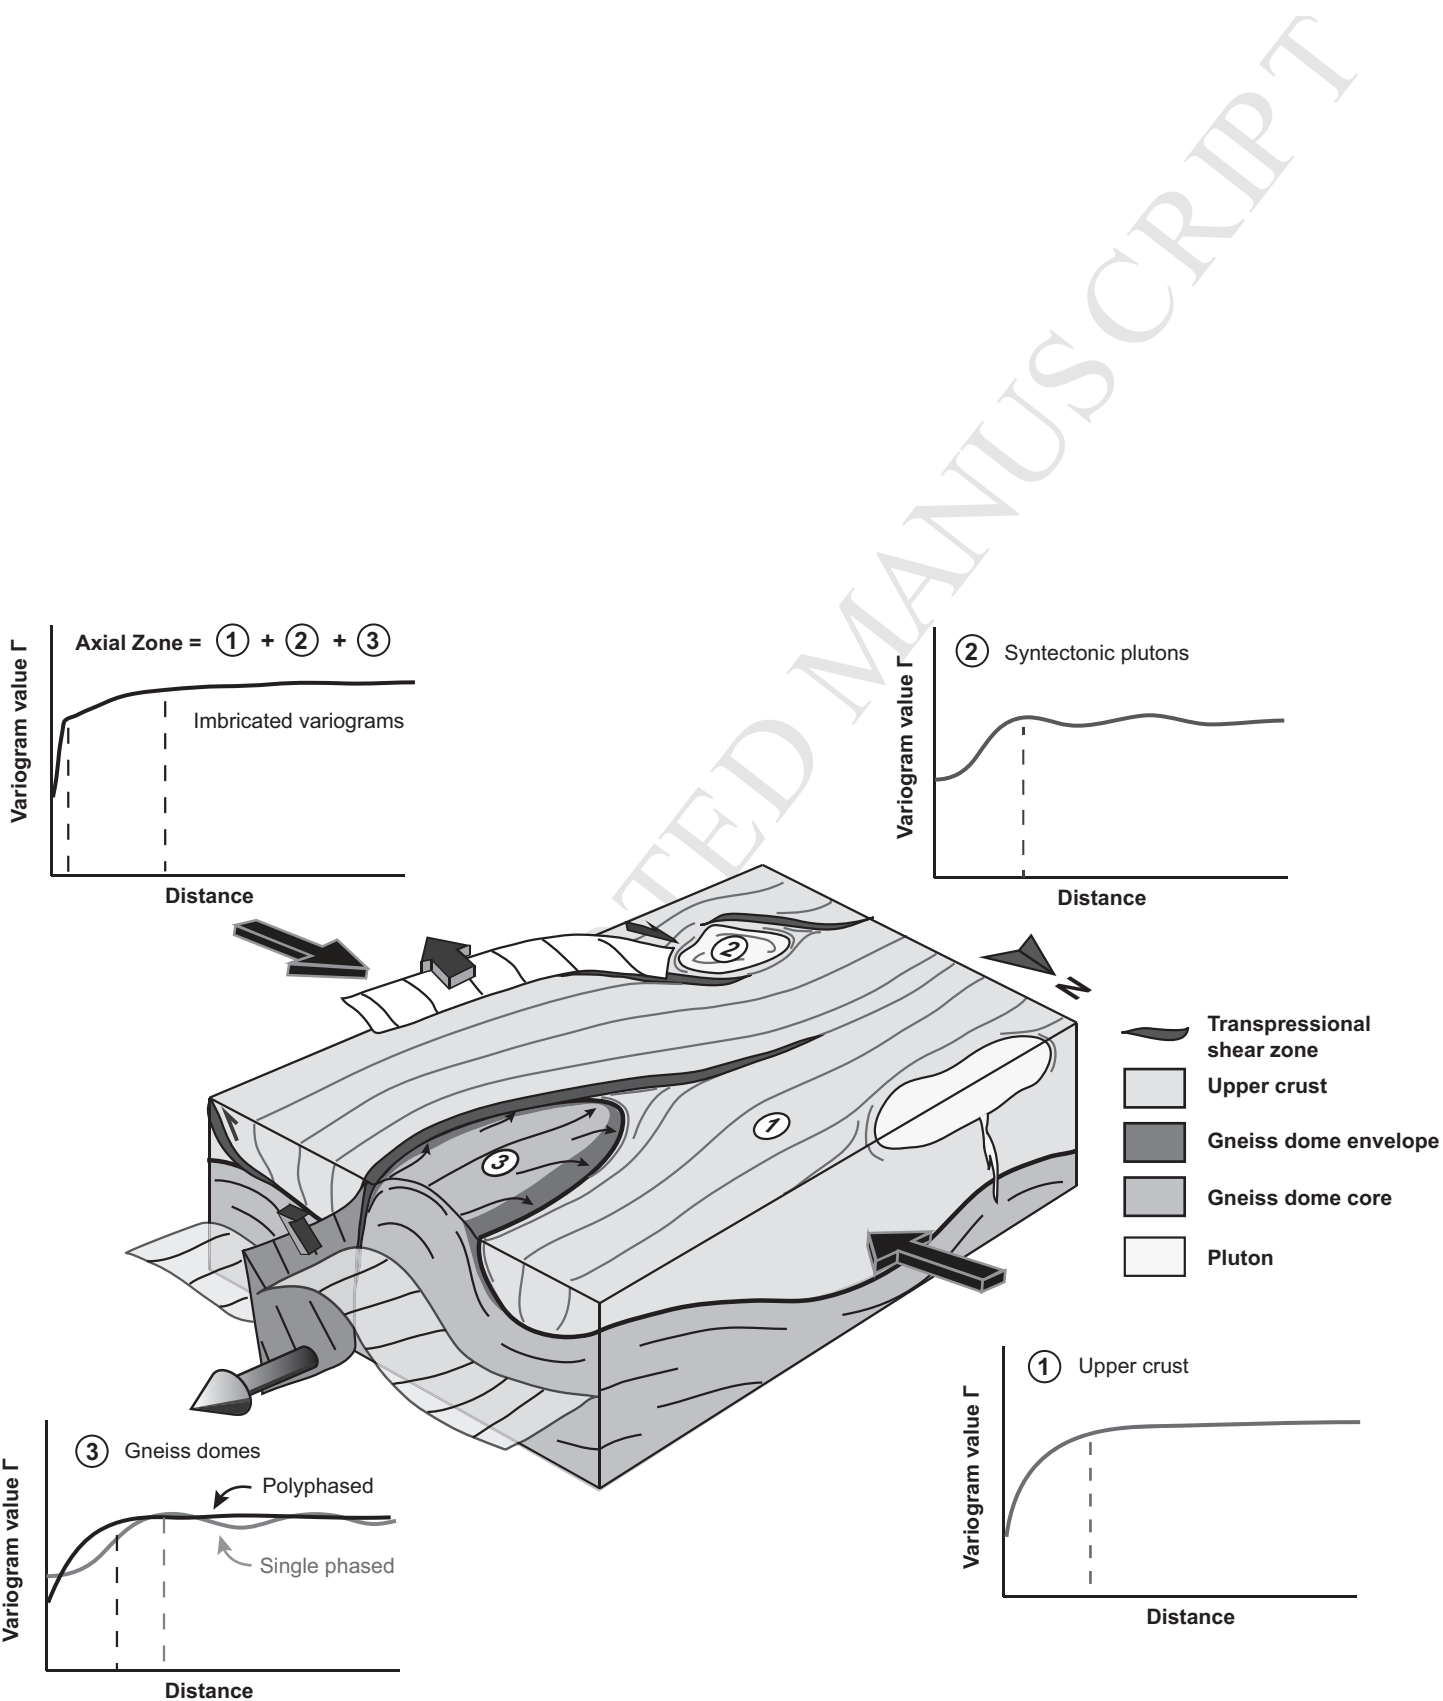 TED MANUSCRIPT
Axial Zone = 1 + 2 + 3
Imbricated variograms
Variogram value Γ
Distance
2 Syntectonic plutons
Variogram value Γ
Distance
2
N
1
3
Transpressional
shear zone
Upper crust
Gneiss dome envelope
Gneiss dome core
Pluton
3 Gneiss domes
Polyphased
Single phased
Variogram value Γ
Distance
1 Upper crust
Variogram value Γ
Distance